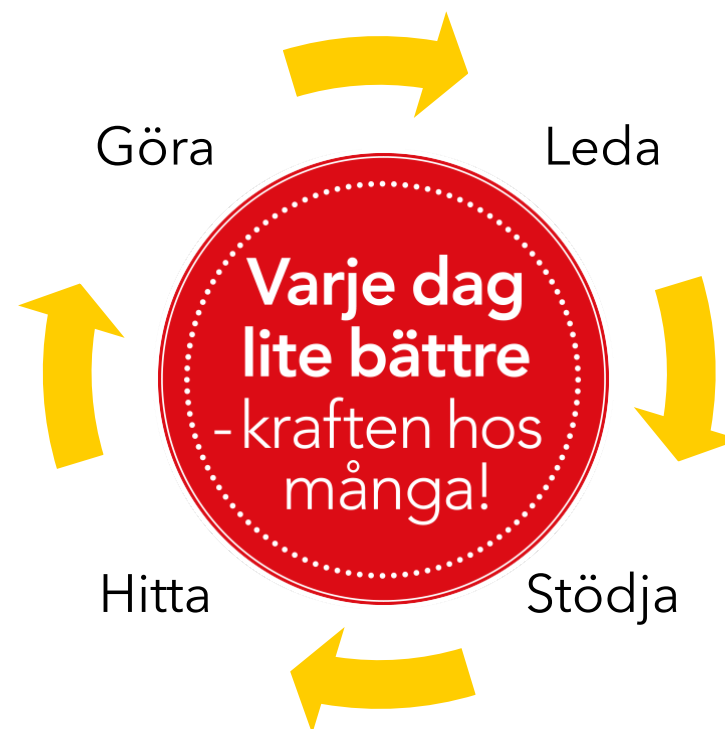 Göra
Leda
Varje dag
lite bättre
-kraften hos
många!
Hitta
Stödja